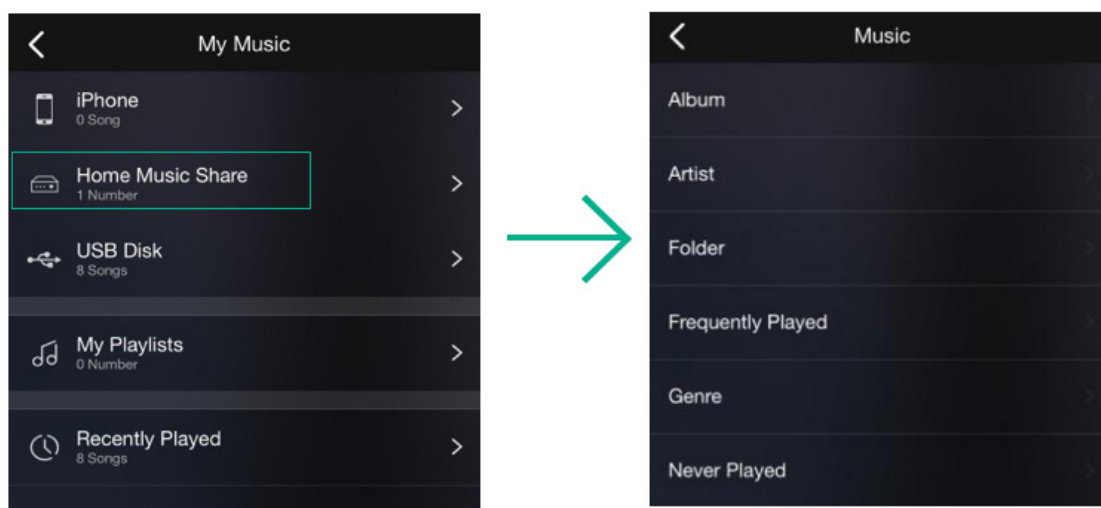 My Music
iPhone
0 Song
Home Music Share
1 Number
USB Disk
8 Songs
My Playlists
0 Number
Recently Played
8 Songs
Music
Album
Artist
Folder
Frequently Played
Genre
Never Played